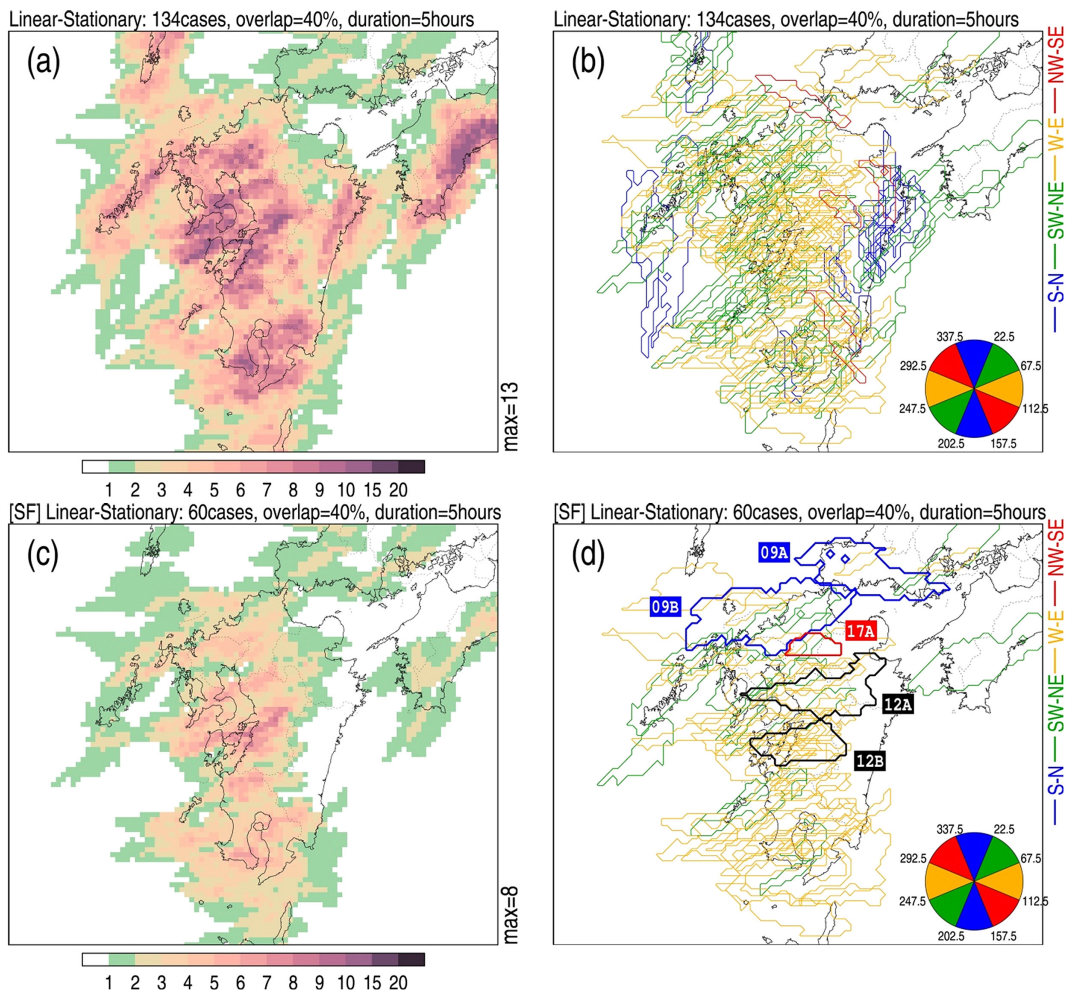 Linear-Stationary: 134cases, overlap=40%, duration=5hours
(a)
max=13
1 2 3 4 5 6 7 8 9 10 15 20
Linear-Stationary: 134cases, overlap=40%, duration=5hours
(b)
S-N SW-NE W-E NW-SE
337.5 22.5
292.5 67.5
247.5 112.5
202.5 157.5
[SF] Linear-Stationary: 60cases, overlap=40%, duration=5hours
(c)
max=8
1 2 3 4 5 6 7 8 9 10 15 20
[SF] Linear-Stationary: 60cases, overlap=40%, duration=5hours
(d)
09A
09B
17A
12A
12B
S-N SW-NE W-E NW-SE
337.5 22.5
292.5 67.5
247.5 112.5
202.5 157.5